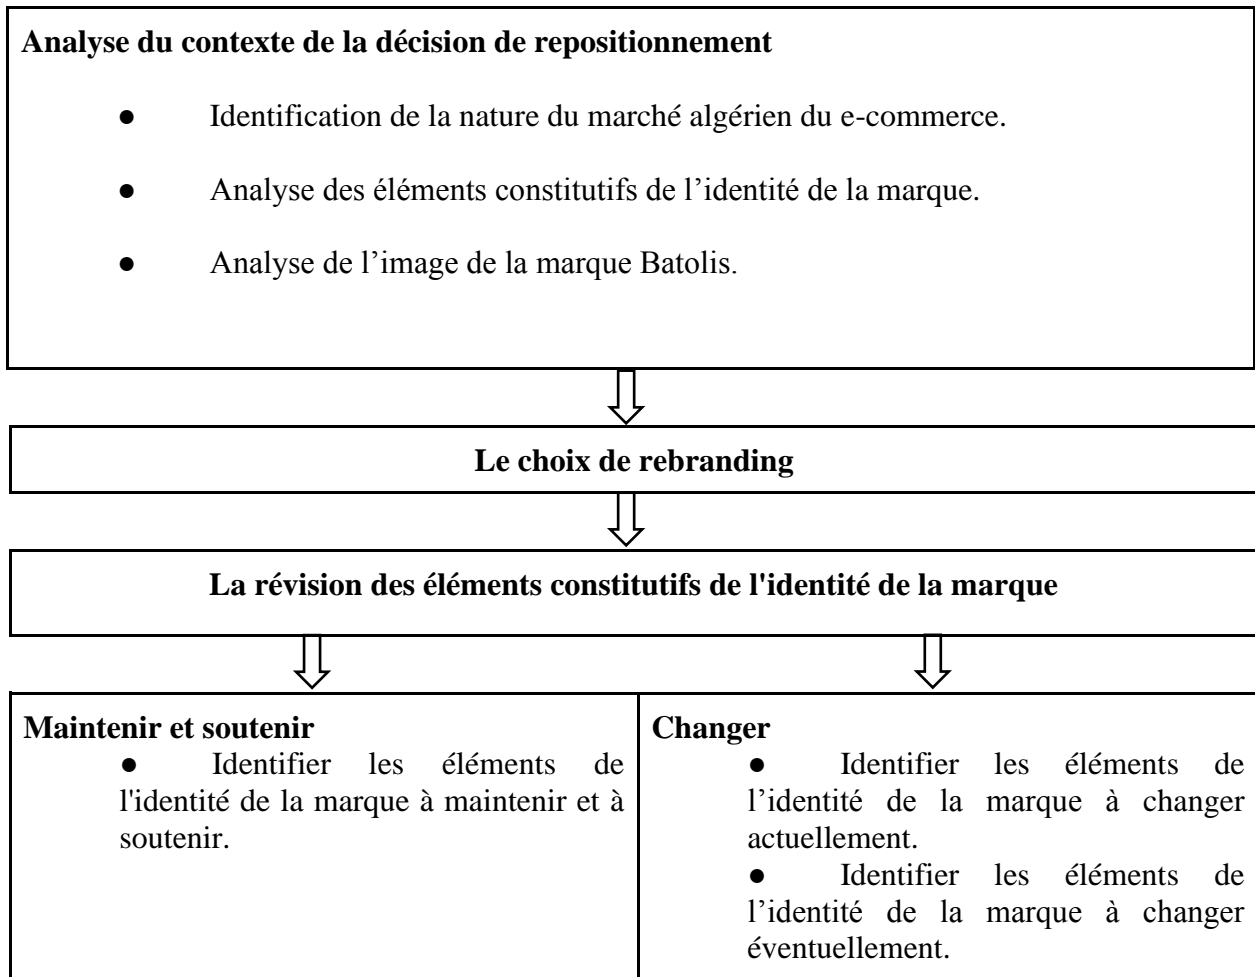 Analyse du contexte de la décision de repositionnement
● Identification de la nature du marché algérien du e-commerce.
● Analyse des éléments constitutifs de l’identité de la marque.
● Analyse de l’image de la marque Batolis.
Le choix de rebranding
La révision des éléments constitutifs de l'identité de la marque
Maintenir et soutenir
● Identifier les éléments de
l'identité de la marque à maintenir et à
soutenir.
Changer
● Identifier les éléments de
l’identité de la marque à changer
actuellement.
● Identifier les éléments de
l’identité de la marque à changer
éventuellement.